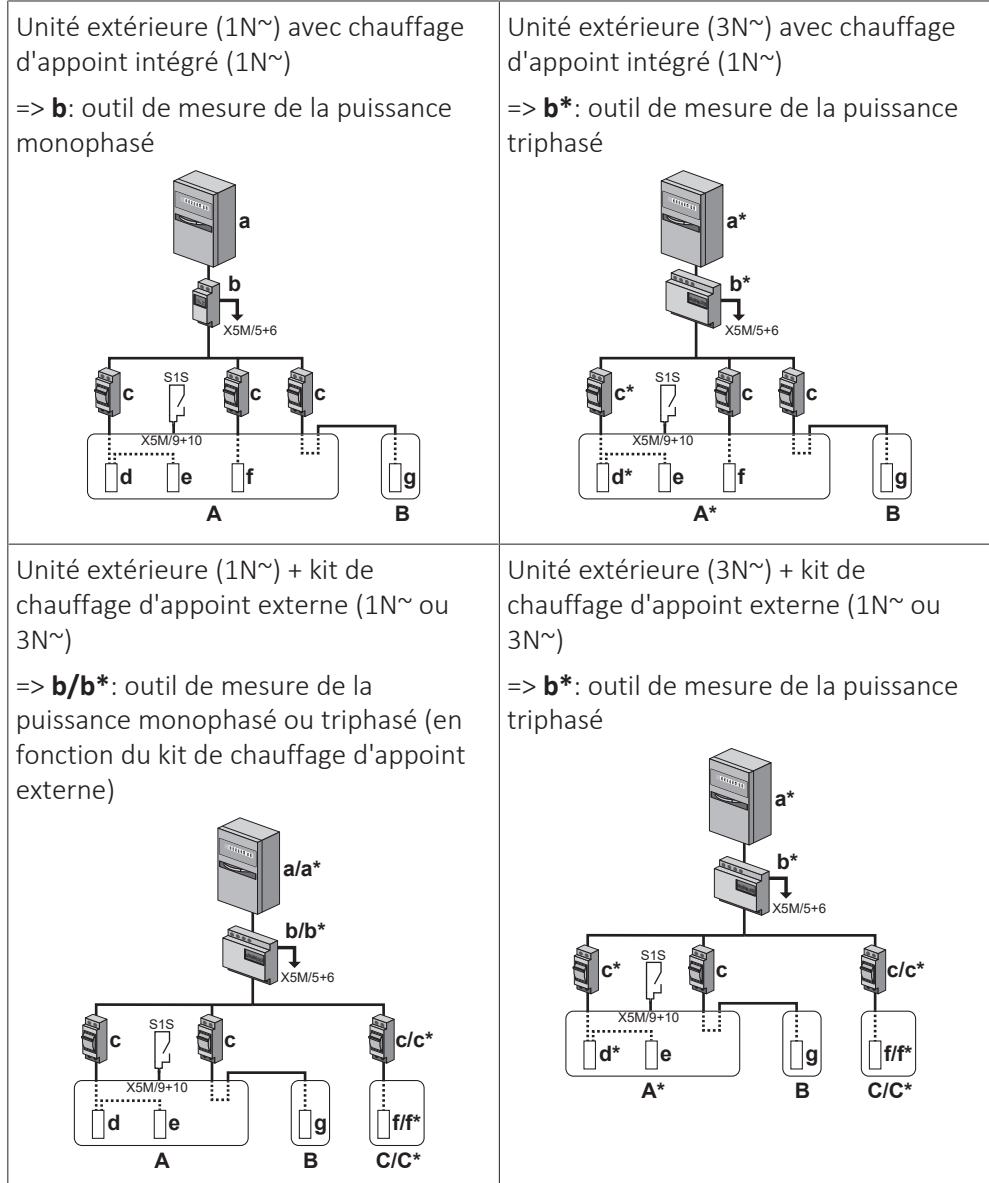 Unité extérieure (1N~) avec chauffage
d'appoint intégré (1N~)
=> b: outil de mesure de la puissance
monophasé
a
b
X5M/5+6
c
S1S
c
c
X5M/9+10
d
e
f
g
A
B
Unité extérieure (3N~) avec chauffage
d'appoint intégré (1N~)
=> b*: outil de mesure de la puissance
triphasé
a*
b*
X5M/5+6
c*
S1S
c
c
X5M/9+10
d*
e
f
g
A*
B
Unité extérieure (1N~) + kit de
chauffage d'appoint externe (1N~ ou
3N~)
=> b/b*: outil de mesure de la
puissance monophasé ou triphasé (en
fonction du kit de chauffage d'appoint
externe)
a/a*
b/b*
X5M/5+6
c
S1S
c
c/c*
X5M/9+10
d
e
g
f/f*
A
B
C/C*
Unité extérieure (3N~) + kit de
chauffage d'appoint externe (1N~ ou
3N~)
=> b*: outil de mesure de la puissance
triphasé
a*
b*
X5M/5+6
c*
S1S
c
c/c*
X5M/9+10
d*
e
g
f/f*
A*
B
C/C*